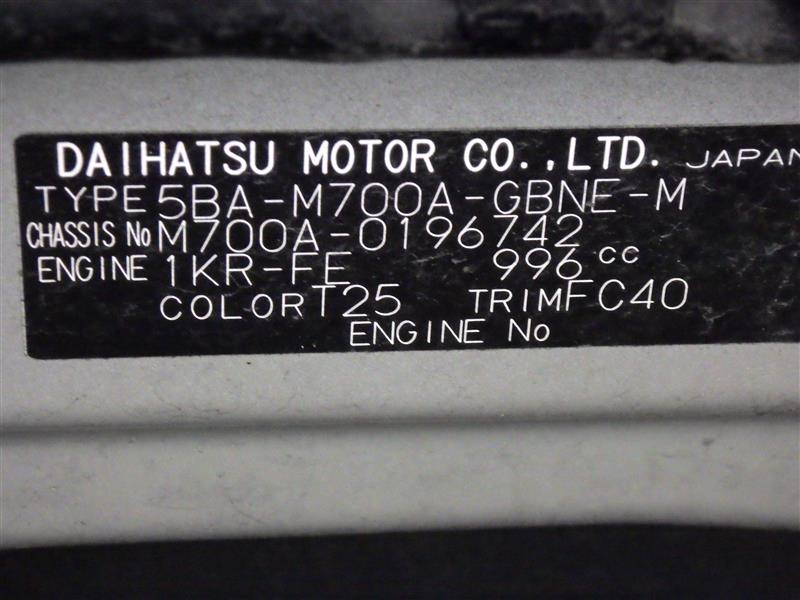 DAIHATSU MOTOR CO.,LTD. JAPAN
TYPE 5BA-M700A-GBNE-M
CHASSIS No M700A-0196742
ENGINE 1KR-FE 996 cc
COLOR T25 TRIM FC40
ENGINE No